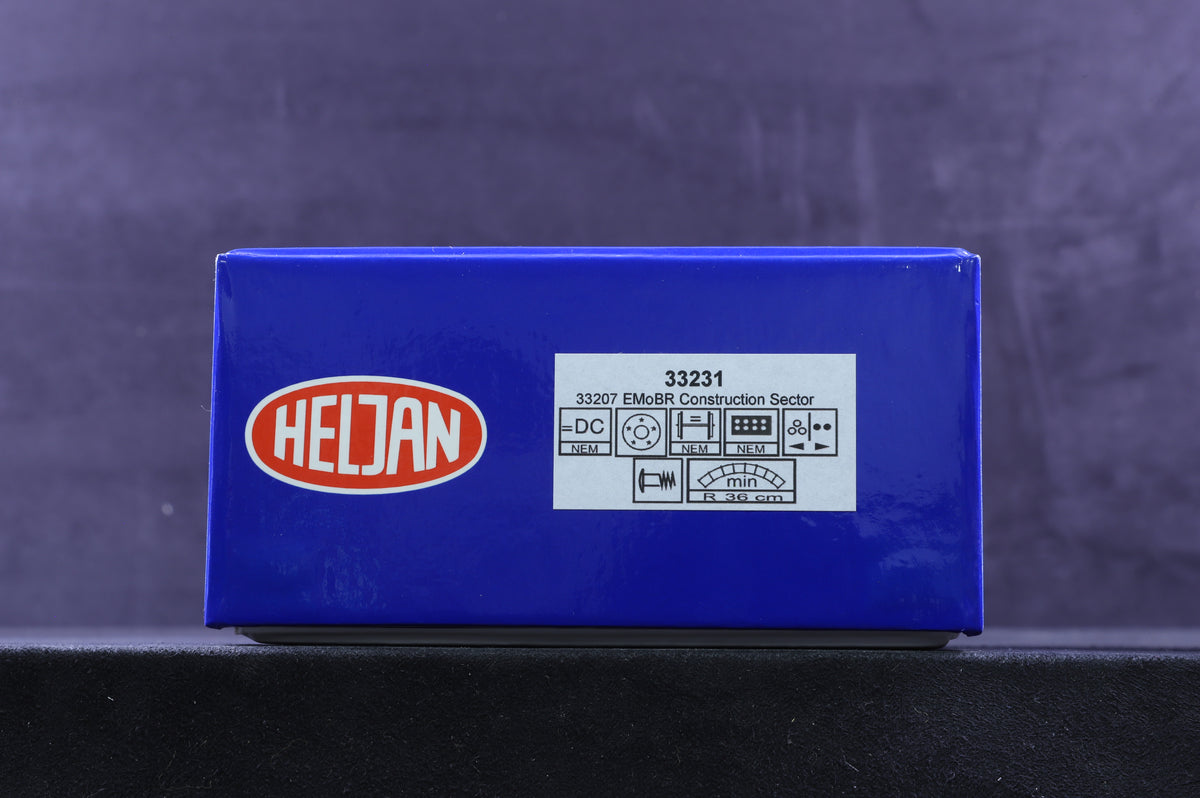 HELJAN
33231
33207 EMoBR Construction Sector
=DC
NEM
=
NEM
NEM
min
R 36 cm